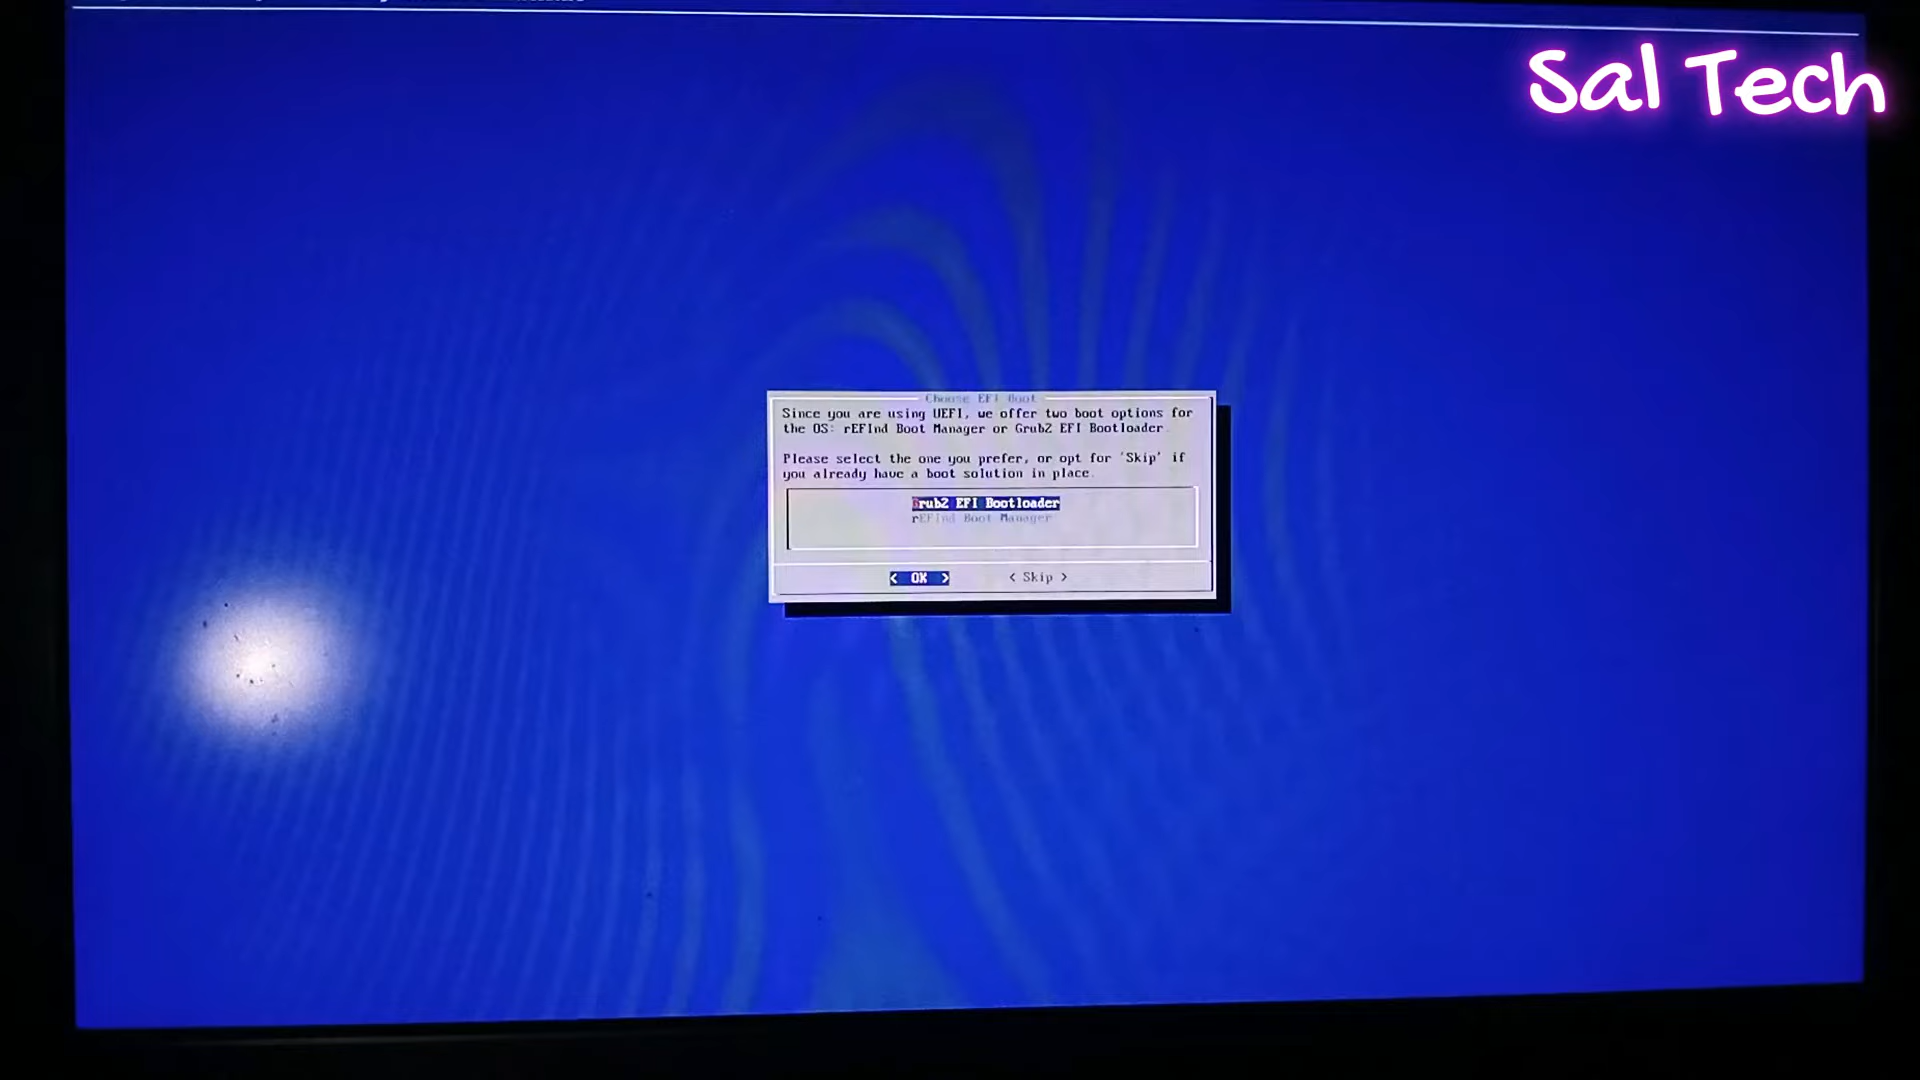 Sal Tech
Choose EFI Boot
Since you are using UEFI, we offer two boot options for
the OS: rEFInd Boot Manager or Grub2 EFI Bootloader.
Please select the one you prefer, or opt for 'Skip' if
you already have a boot solution in place.
Grub2 EFI Bootloader
rEFInd Boot Manager
< OK > < Skip >